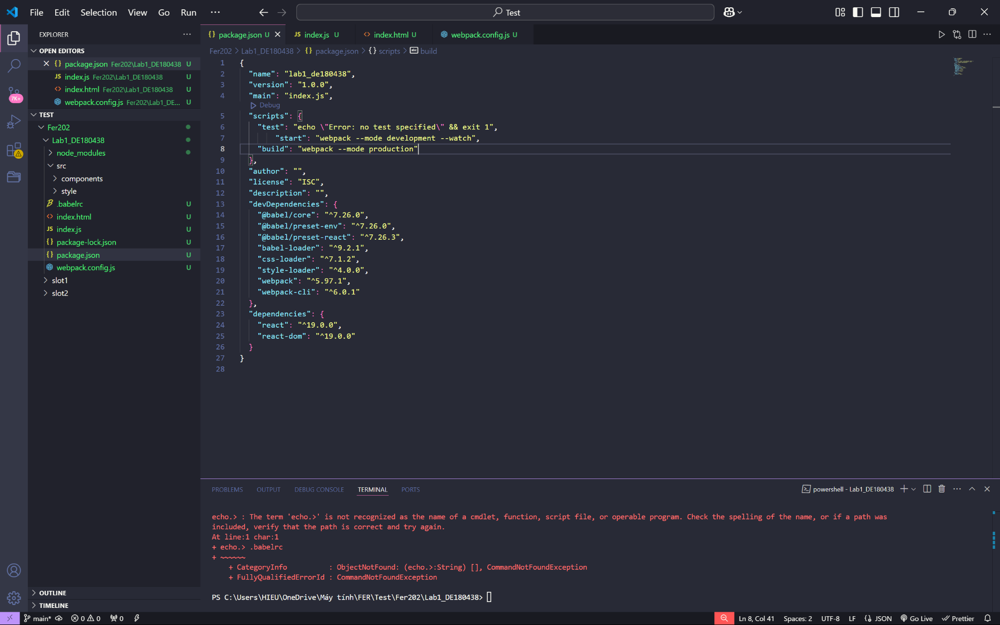 File Edit Selection View Go Run ··· Test
EXPLORER ···
OPEN EDITORS
package.json Fer202\Lab1_DE180438 U
JS index.js Fer202\Lab1_DE180438 U
<> index.html Fer202\Lab1_DE180438 U
webpack.config.js Fer202\Lab1_DE... U
TEST
Fer202
Lab1_DE180438
node_modules
src
components
style
.babelrc U
<> index.html U
JS index.js U
{} package-lock.json U
{} package.json U
webpack.config.js U
slot1
slot2
OUTLINE
TIMELINE
7K+
{} package.json U JS index.js U <> index.html U webpack.config.js U
Fer202 > Lab1_DE180438 > {} package.json > {} scripts > abc build
1 {
2 "name": "lab1_de180438",
3 "version": "1.0.0",
4 "main": "index.js",
Debug
5 "scripts": {
6 "test": "echo \"Error: no test specified\" && exit 1",
7 "start": "webpack --mode development --watch",
8 "build": "webpack --mode production"
9 },
10 "author": "",
11 "license": "ISC",
12 "description": "",
13 "devDependencies": {
14 "@babel/core": "^7.26.0",
15 "@babel/preset-env": "^7.26.0",
16 "@babel/preset-react": "^7.26.3",
17 "babel-loader": "^9.2.1",
18 "css-loader": "^7.1.2",
19 "style-loader": "^4.0.0",
20 "webpack": "^5.97.1",
21 "webpack-cli": "^6.0.1"
22 },
23 "dependencies": {
24 "react": "^19.0.0",
25 "react-dom": "^19.0.0"
26 }
27 }
28
PROBLEMS OUTPUT DEBUG CONSOLE TERMINAL PORTS powershell - Lab1_DE180438
echo.> : The term 'echo.>' is not recognized as the name of a cmdlet, function, script file, or operable program. Check the spelling of the name, or if a path was
included, verify that the path is correct and try again.
At line:1 char:1
+ echo.> .babelrc
+ ~~~~~~
+ CategoryInfo : ObjectNotFound: (echo.>:String) [], CommandNotFoundException
+ FullyQualifiedErrorId : CommandNotFoundException
PS C:\Users\HIEU\OneDrive\Máy tính\FER\Test\Fer202\Lab1_DE180438>
main* 0 0 0 Ln 8, Col 41 Spaces: 2 UTF-8 LF {} JSON Go Live Prettier